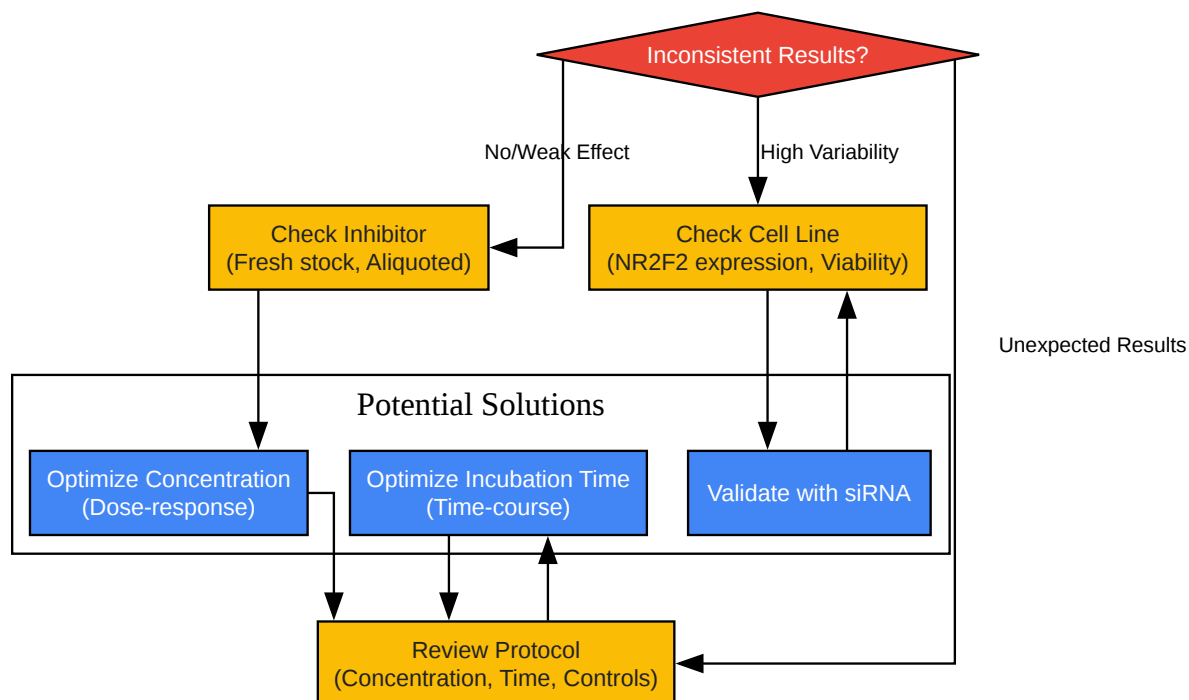 Inconsistent Results?
No/Weak Effect
High Variability
Check Inhibitor
(Fresh stock, Aliquoted)
Check Cell Line
(NR2F2 expression, Viability)
Unexpected Results
Potential Solutions
Optimize Concentration
(Dose-response)
Optimize Incubation Time
(Time-course)
Validate with siRNA
Review Protocol
(Concentration, Time, Controls)